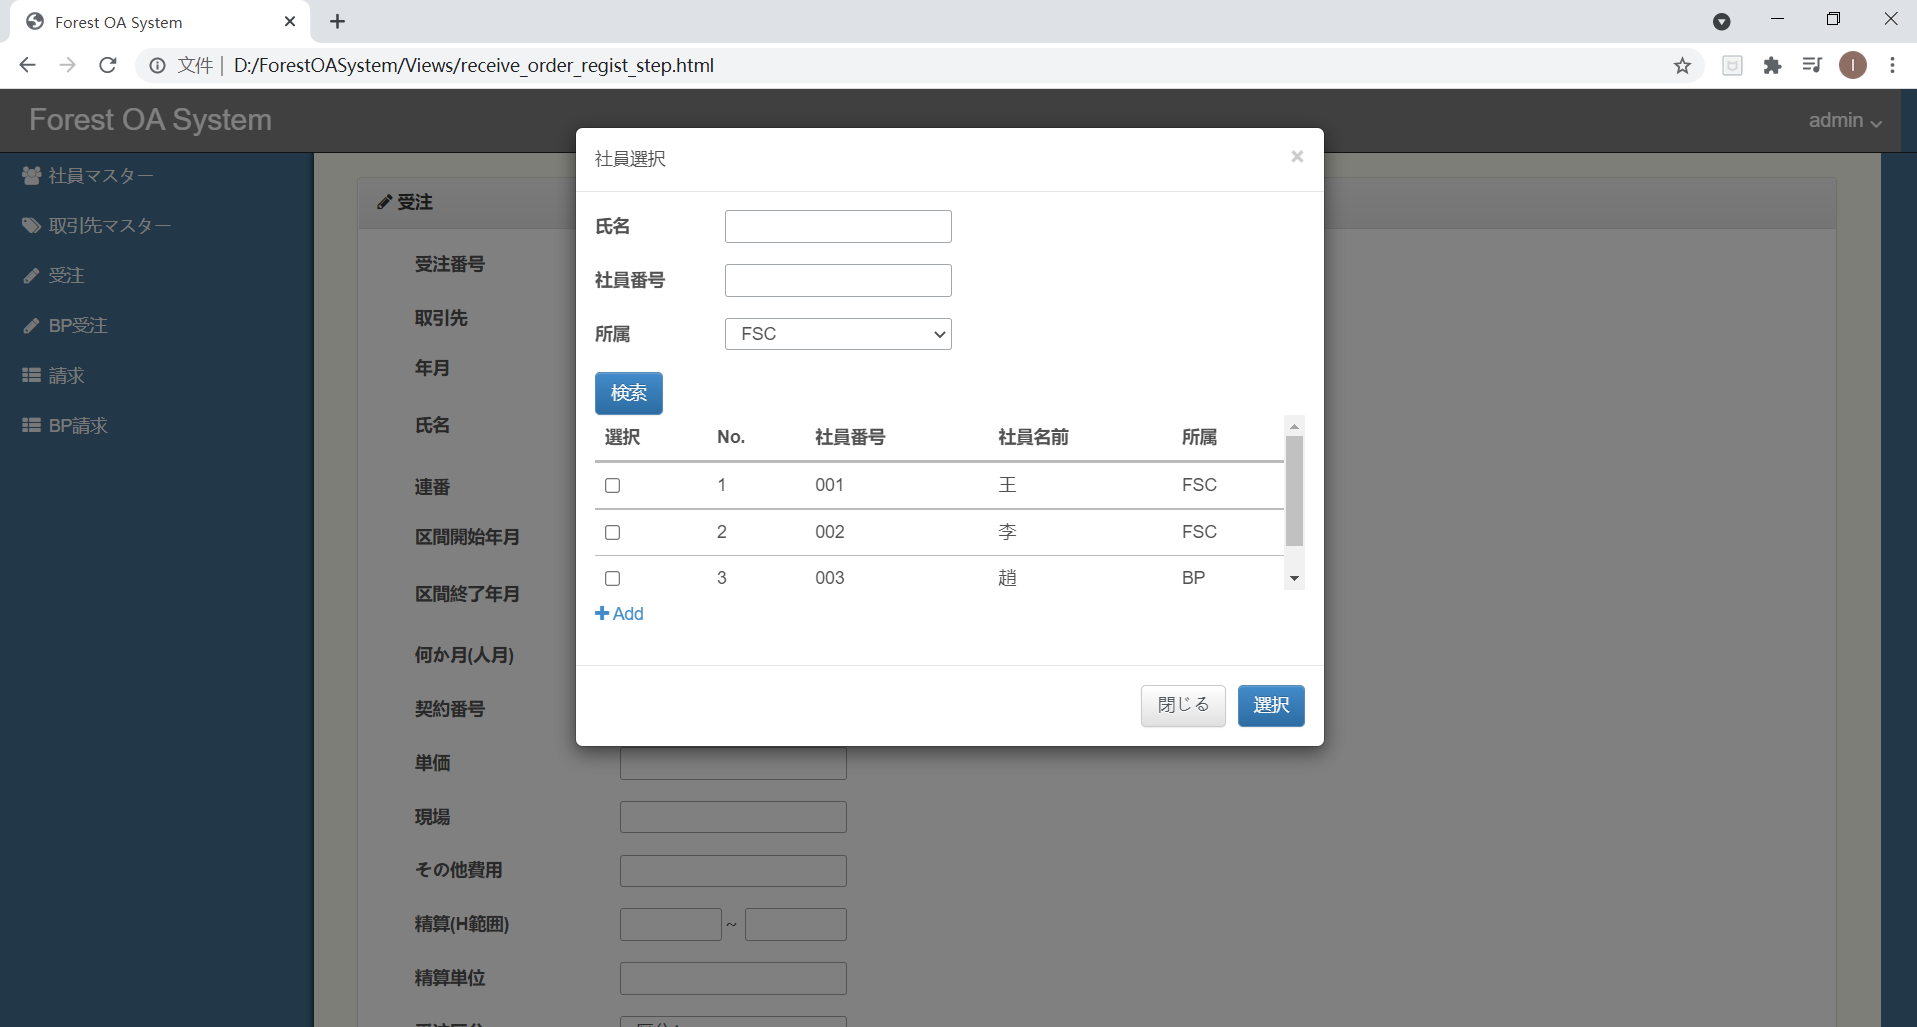 Forest OA System
文件 | D:/ForestOASystem/Views/receive_order_regist_step.html
I
Forest OA System
admin
社員マスター
取引先マスター
受注
BP受注
請求
BP請求
受注
受注番号
取引先
年月
氏名
連番
区間開始年月
区間終了年月
何か月(人月)
契約番号
単価
現場
その他費用
精算(H範囲)
~
精算単位
社員選択
×
氏名
社員番号
所属
FSC
検索
選択 No. 社員番号 社員名前 所属
1 001 王 FSC
2 002 李 FSC
3 003 趙 BP
Add
閉じる
選択